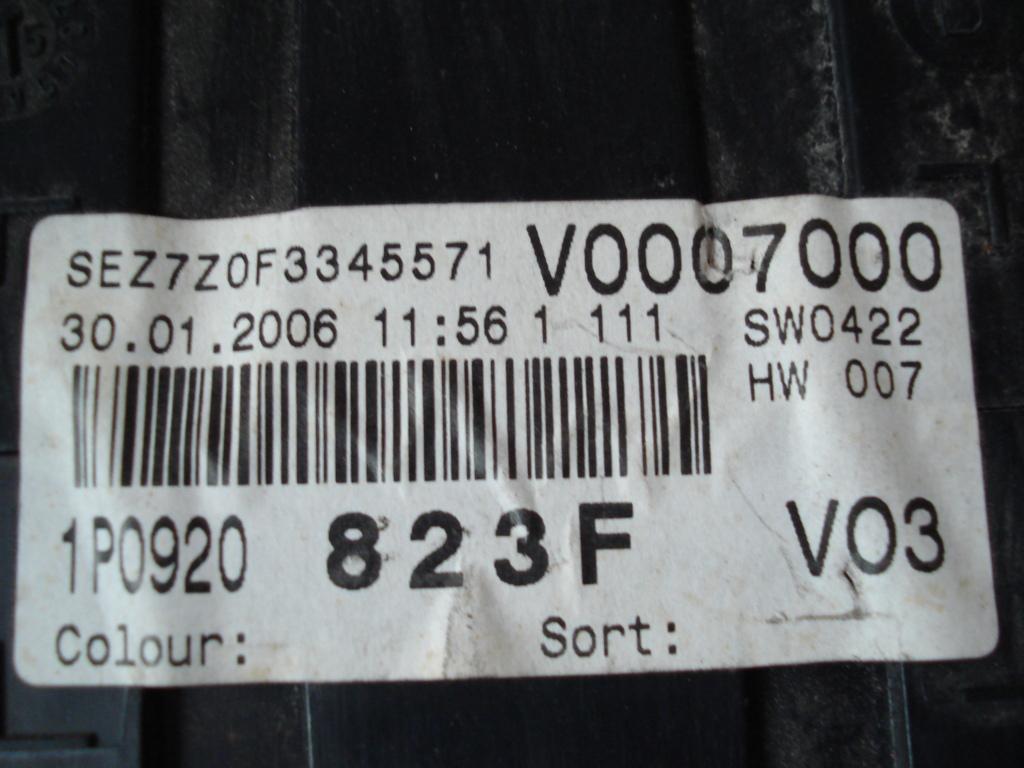 SEZ7Z0F3345571 V0007000
30.01.2006 11:56 1 111 SW0422
HW 007
1P0920 823F V03
Colour: Sort: